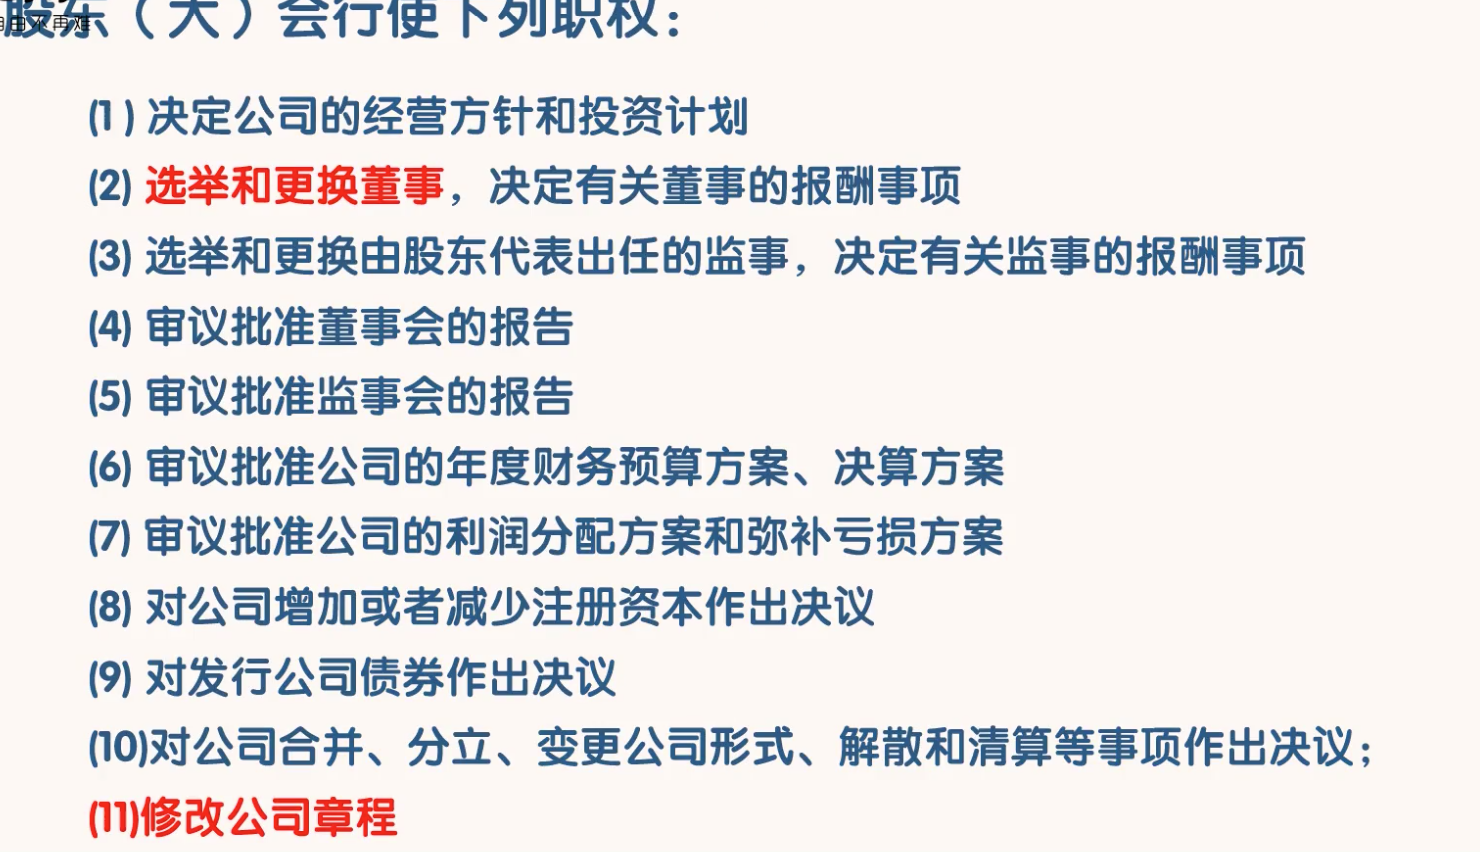 股东（大）会行使下列职权：
由不再难
(1) 决定公司的经营方针和投资计划
(2) 选举和更换董事，决定有关董事的报酬事项
(3) 选举和更换由股东代表出任的监事，决定有关监事的报酬事项
(4) 审议批准董事会的报告
(5) 审议批准监事会的报告
(6) 审议批准公司的年度财务预算方案、决算方案
(7) 审议批准公司的利润分配方案和弥补亏损方案
(8) 对公司增加或者减少注册资本作出决议
(9) 对发行公司债券作出决议
(10)对公司合并、分立、变更公司形式、解散和清算等事项作出决议；
(11)修改公司章程